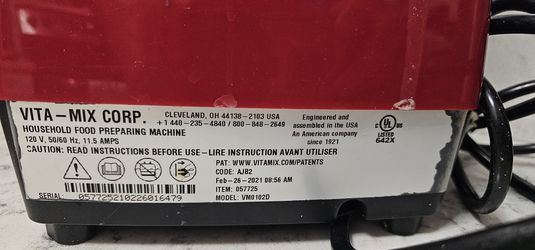 VITA-MIX CORP.
CLEVELAND, OH 44138-2103 USA
+1 440-235-4840 / 800-848-2649
Engineered and
assembled in the USA
An American company
since 1921
HOUSEHOLD FOOD PREPARING MACHINE
120 V, 50/60 Hz, 11.5 AMPS
c UL US
LISTED
642X
CAUTION: READ INSTRUCTIONS BEFORE USE-LIRE INSTRUCTION AVANT UTILISER
PAT: WWW.VITAMIX.COM/PATENTS
CODE: AJB2
Feb-26-2021 08:56 AM
ITEM: 057725
MODEL: VM0102D
SERIAL:
057725210226016479